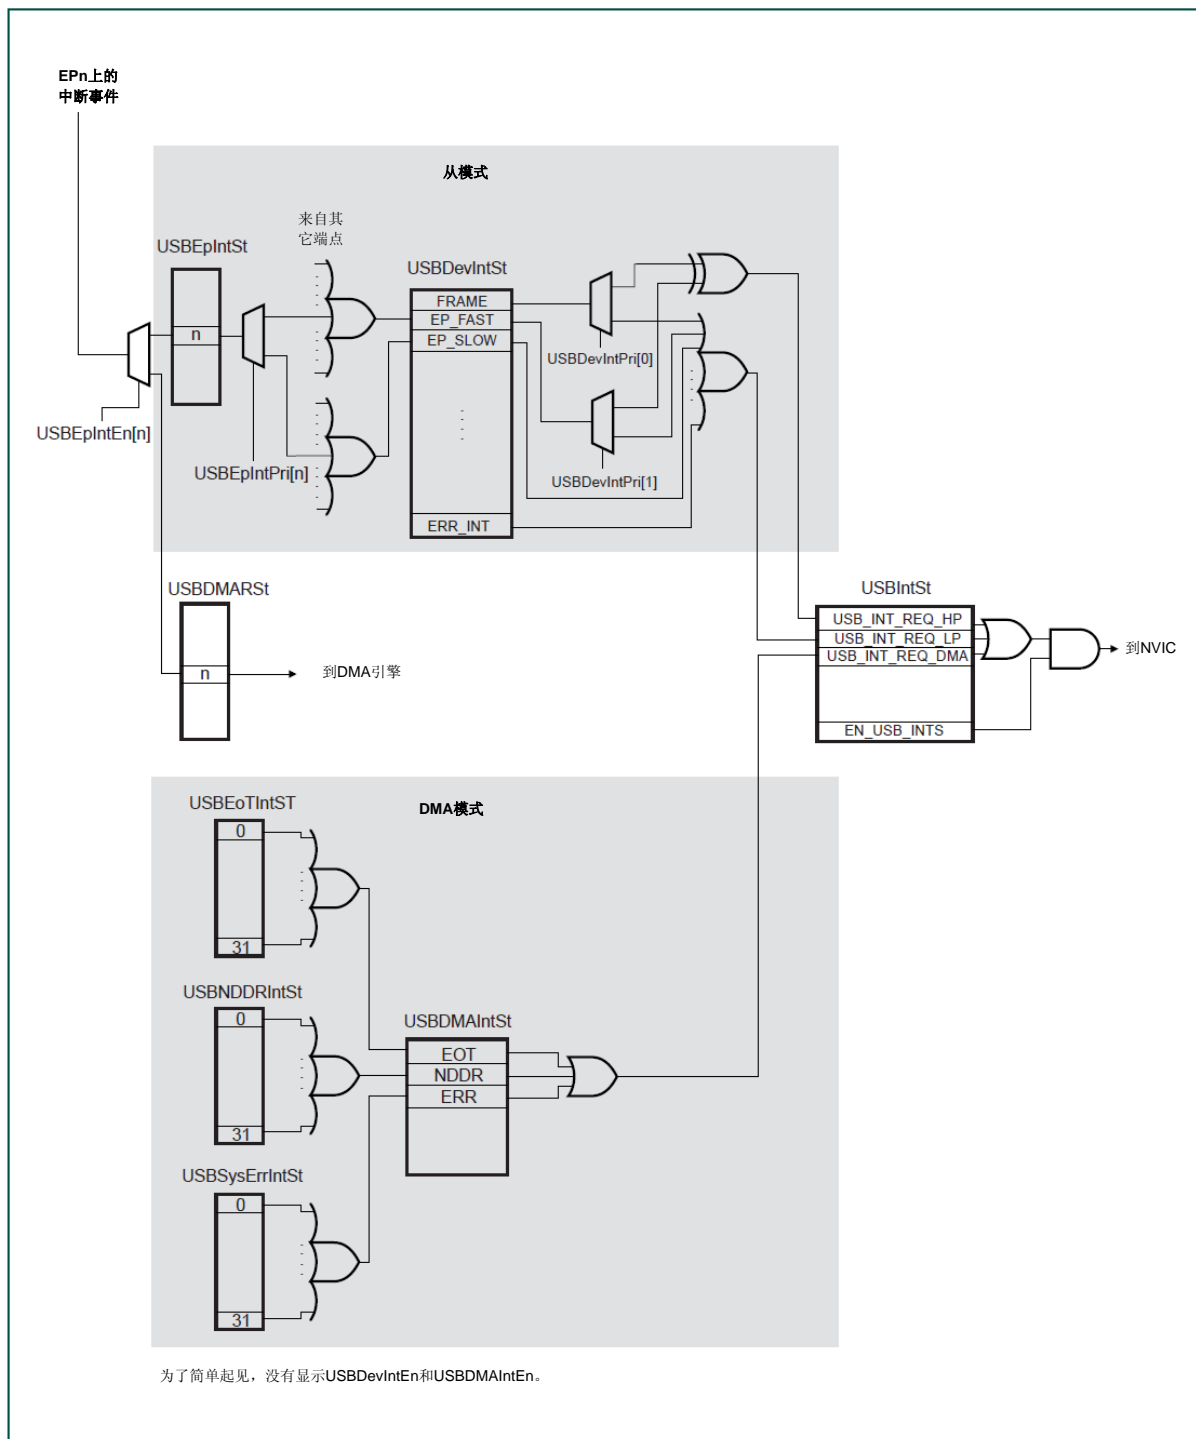 EPn上的
中断事件
从模式
来自其
它端点
USBEpIntSt
USBDevIntSt
FRAME
EP_FAST
n
EP_SLOW
USBDevIntPri[0]
USBEpIntEn[n]
USBEpIntPri[n]
USBDevIntPri[1]
ERR_INT
USBDMARSt
USBIntSt
USB_INT_REQ_HP
USB_INT_REQ_LP
到NVIC
USB_INT_REQ_DMA
n
到DMA引擎
EN_USB_INTS
USBEoTIntST
DMA模式
0
31
USBNDDRIntSt
0
USBDMAIntSt
EOT
NDDR
ERR
31
USBSysErrIntSt
0
31
为了简单起见，没有显示USBDevIntEn和USBDMAIntEn。